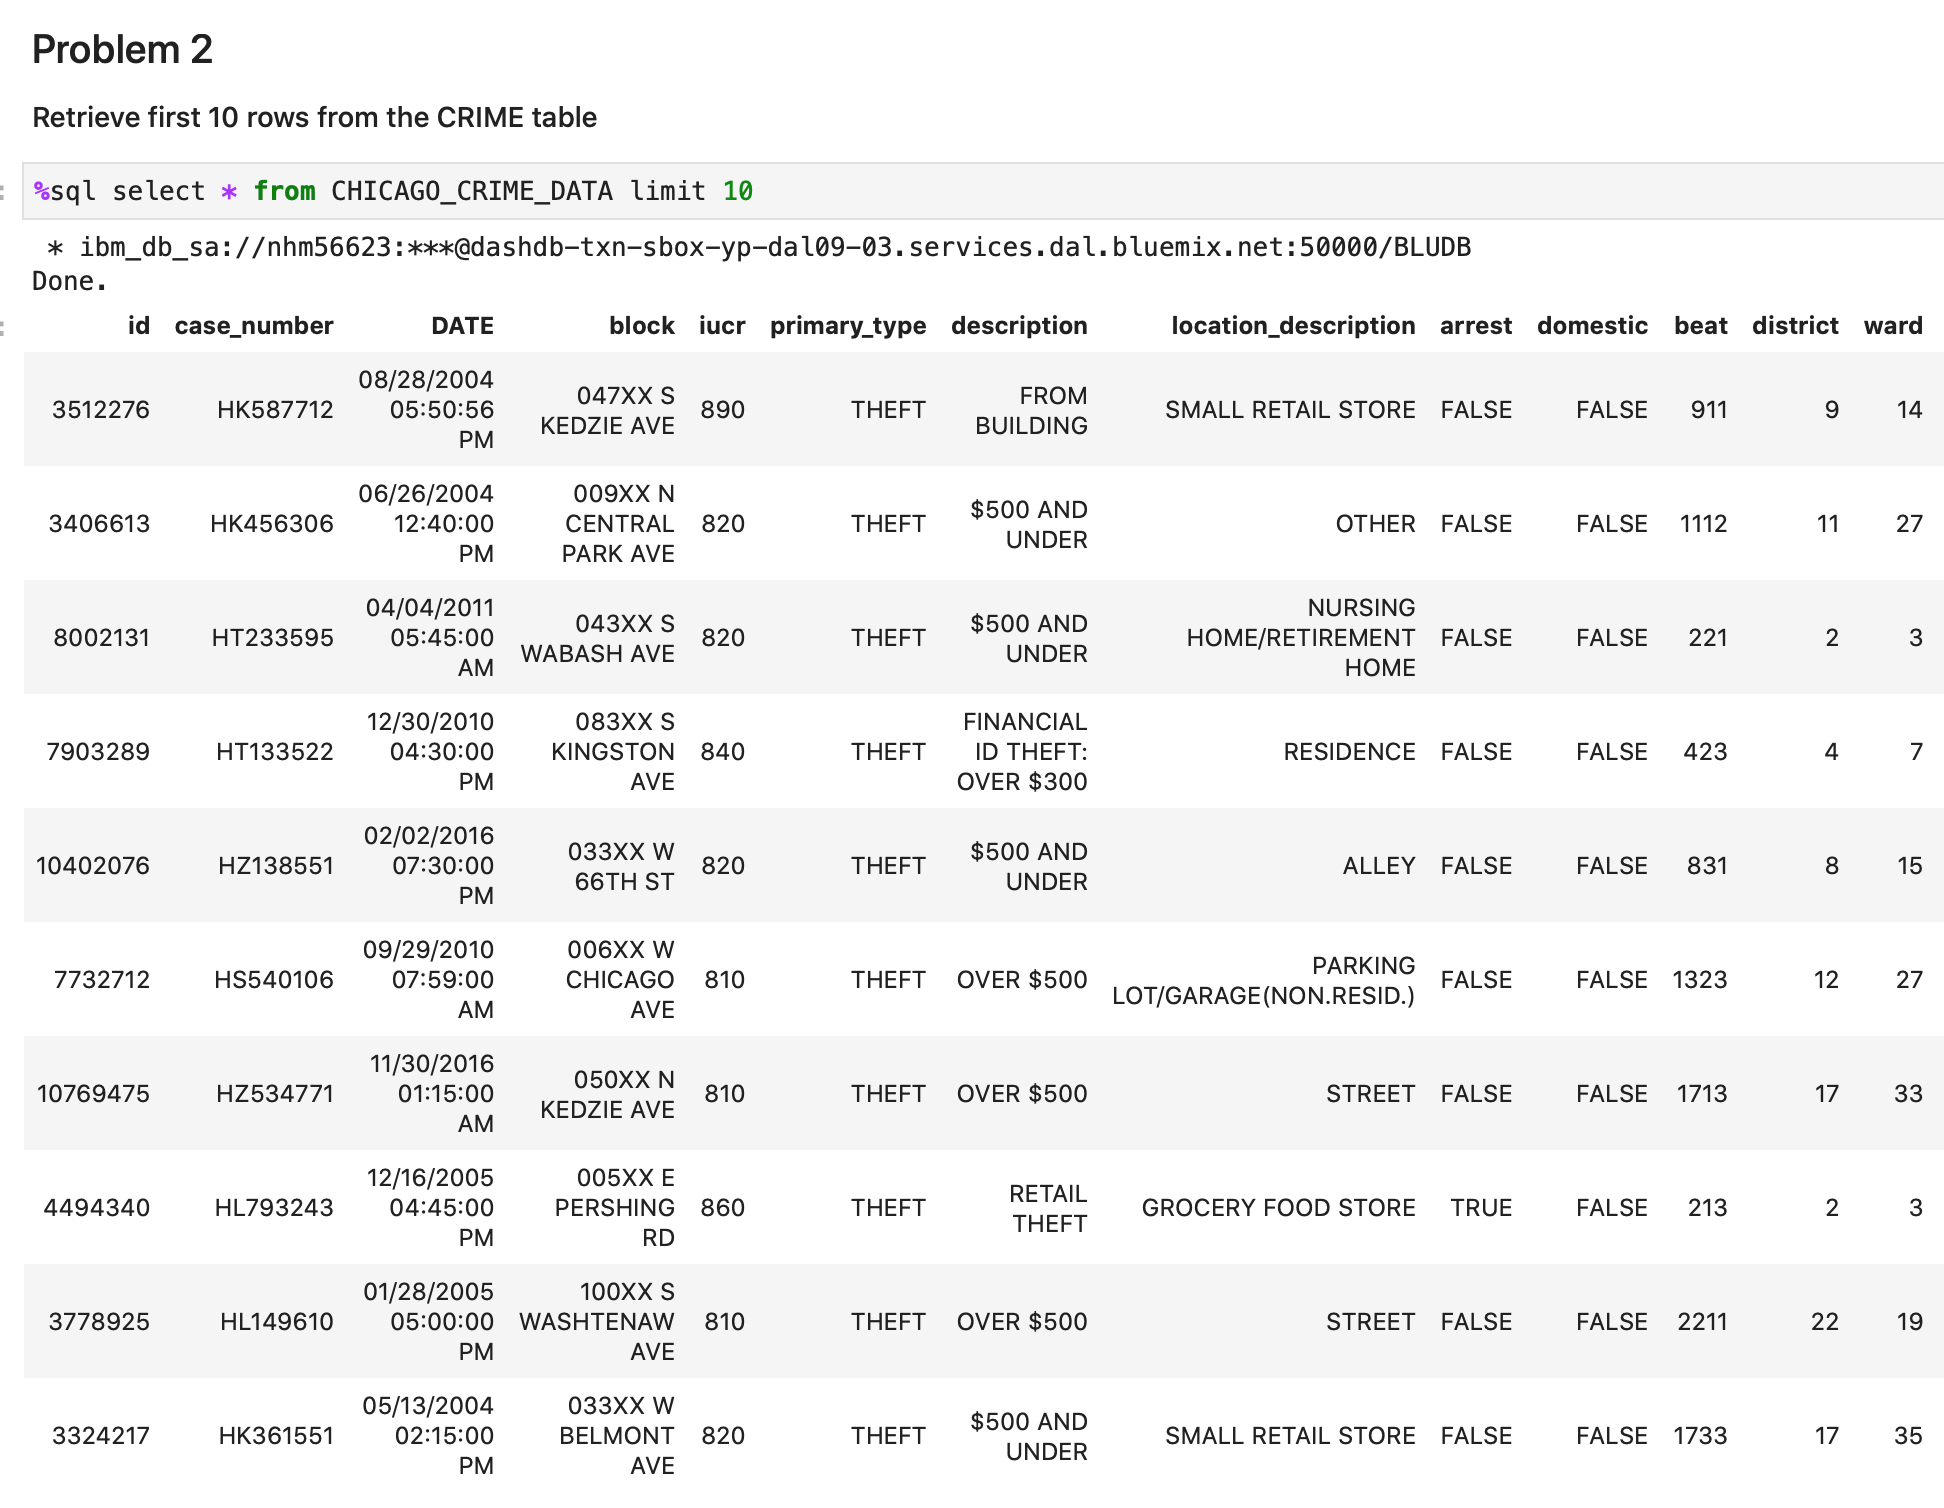 Problem 2
Retrieve first 10 rows from the CRIME table
%sql select * from CHICAGO_CRIME_DATA limit 10
* ibm_db_sa://nhm56623:***@dashdb-txn-sbox-yp-dal09-03.services.dal.bluemix.net:50000/BLUDB
Done.
id case_number DATE block iucr primary_type description location_description arrest domestic beat district ward
3512276 HK587712 08/28/2004 05:50:56 PM 047XX S KEDZIE AVE 890 THEFT FROM BUILDING SMALL RETAIL STORE FALSE FALSE 911 9 14
3406613 HK456306 06/26/2004 12:40:00 PM 009XX N CENTRAL PARK AVE 820 THEFT $500 AND UNDER OTHER FALSE FALSE 1112 11 27
8002131 HT233595 04/04/2011 05:45:00 AM 043XX S WABASH AVE 820 THEFT $500 AND UNDER NURSING HOME/RETIREMENT HOME FALSE FALSE 221 2 3
7903289 HT133522 12/30/2010 04:30:00 PM 083XX S KINGSTON AVE 840 THEFT FINANCIAL ID THEFT: OVER $300 RESIDENCE FALSE FALSE 423 4 7
10402076 HZ138551 02/02/2016 07:30:00 PM 033XX W 66TH ST 820 THEFT $500 AND UNDER ALLEY FALSE FALSE 831 8 15
7732712 HS540106 09/29/2010 07:59:00 AM 006XX W CHICAGO AVE 810 THEFT OVER $500 PARKING LOT/GARAGE(NON.RESID.) FALSE FALSE 1323 12 27
10769475 HZ534771 11/30/2016 01:15:00 AM 050XX N KEDZIE AVE 810 THEFT OVER $500 STREET FALSE FALSE 1713 17 33
4494340 HL793243 12/16/2005 04:45:00 PM 005XX E PERSHING RD 860 THEFT RETAIL THEFT GROCERY FOOD STORE TRUE FALSE 213 2 3
3778925 HL149610 01/28/2005 05:00:00 PM 100XX S WASHTENAW AVE 810 THEFT OVER $500 STREET FALSE FALSE 2211 22 19
3324217 HK361551 05/13/2004 02:15:00 PM 033XX W BELMONT AVE 820 THEFT $500 AND UNDER SMALL RETAIL STORE FALSE FALSE 1733 17 35